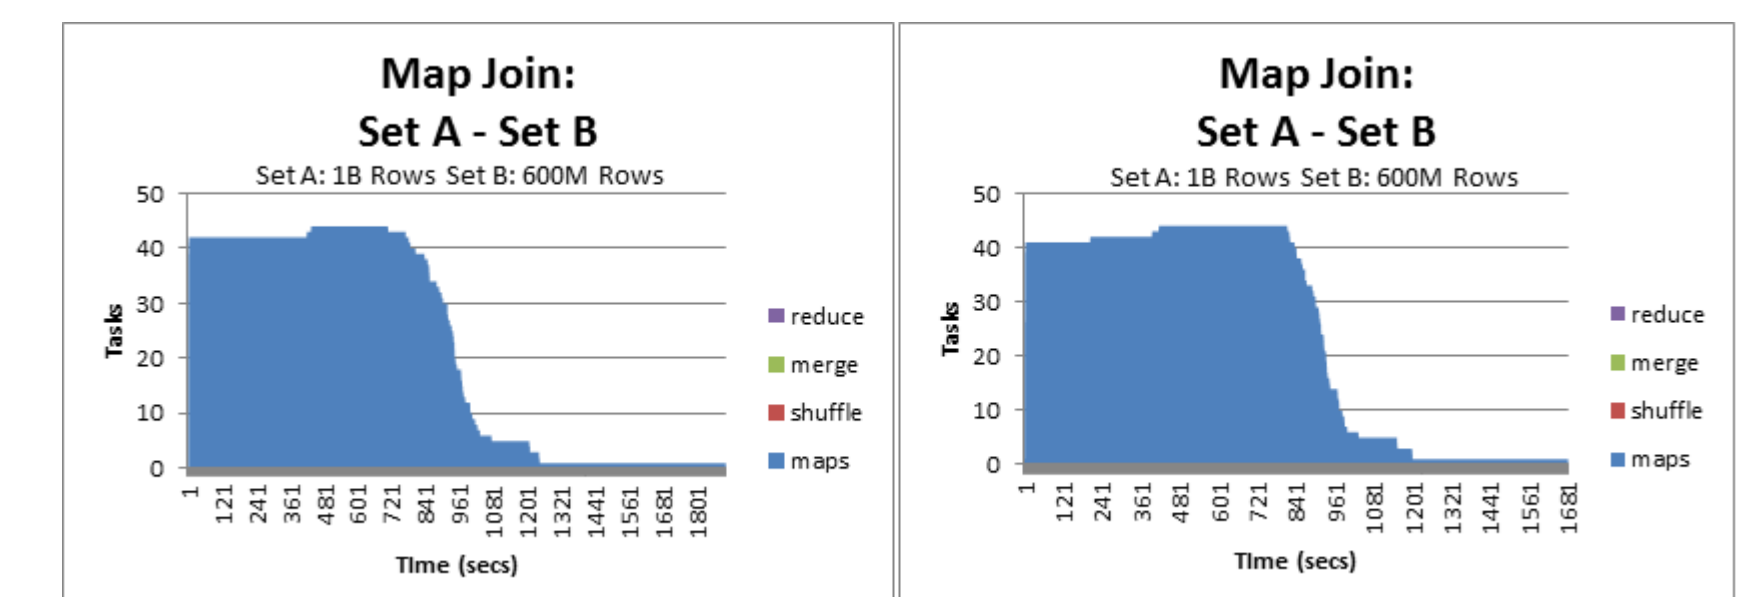 Map Join:
Set A - Set B
Set A: 1B Rows Set B: 600M Rows
50
40
30
20
10
0
Tasks
1
121
241
361
481
601
721
841
961
1081
1201
1321
1441
1561
1681
1801
TIme (secs)
reduce
merge
shuffle
maps
Map Join:
Set A - Set B
Set A: 1B Rows Set B: 600M Rows
50
40
30
20
10
0
Tasks
1
121
241
361
481
601
721
841
961
1081
1201
1321
1441
1561
1681
TIme (secs)
reduce
merge
shuffle
maps